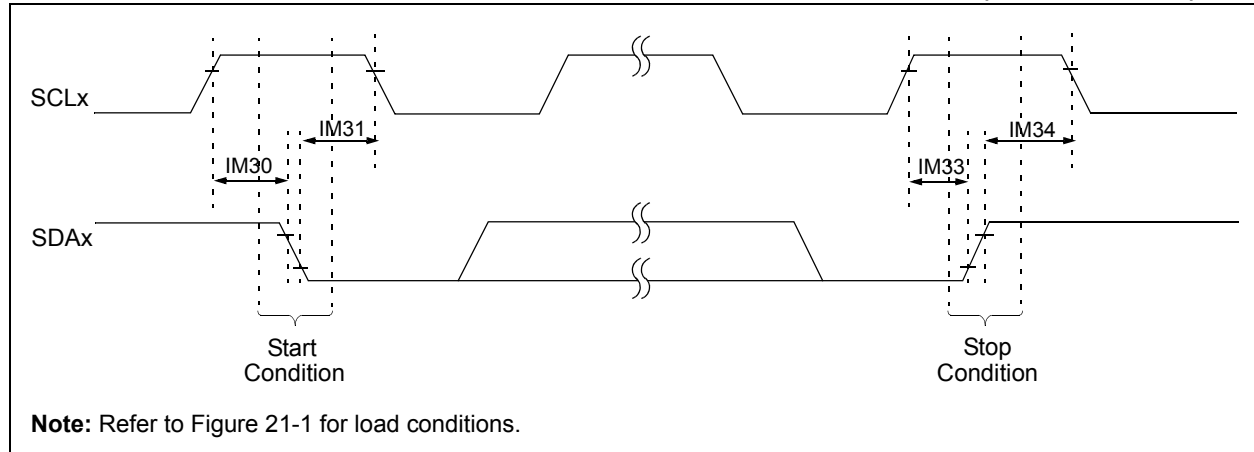 SCLx
IM31
IM34
IM30
IM33
SDAx
Start
Condition
Stop
Condition
Note: Refer to Figure 21-1 for load conditions.